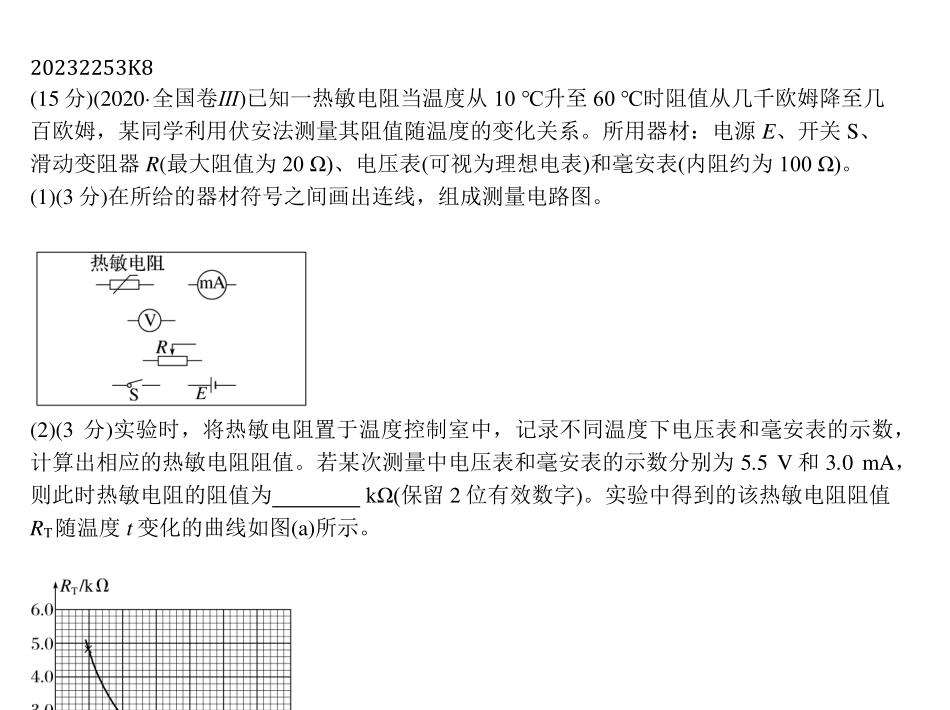 20232253K8
(15 分)(2020·全国卷III)已知一热敏电阻当温度从 10 ℃升至 60 ℃时阻值从几千欧姆降至几
百欧姆，某同学利用伏安法测量其阻值随温度的变化关系。所用器材：电源 E、开关 S、
滑动变阻器 R(最大阻值为 20 Ω)、电压表(可视为理想电表)和毫安表(内阻约为 100 Ω)。
(1)(3 分)在所给的器材符号之间画出连线，组成测量电路图。
热敏电阻
mA
V
R
S
E
(2)(3 分)实验时，将热敏电阻置于温度控制室中，记录不同温度下电压表和毫安表的示数，
计算出相应的热敏电阻阻值。若某次测量中电压表和毫安表的示数分别为 5.5 V 和 3.0 mA，
则此时热敏电阻的阻值为________ kΩ(保留 2 位有效数字)。实验中得到的该热敏电阻阻值
RT随温度 t 变化的曲线如图(a)所示。
RT/kΩ
6.0
5.0
4.0
3.0